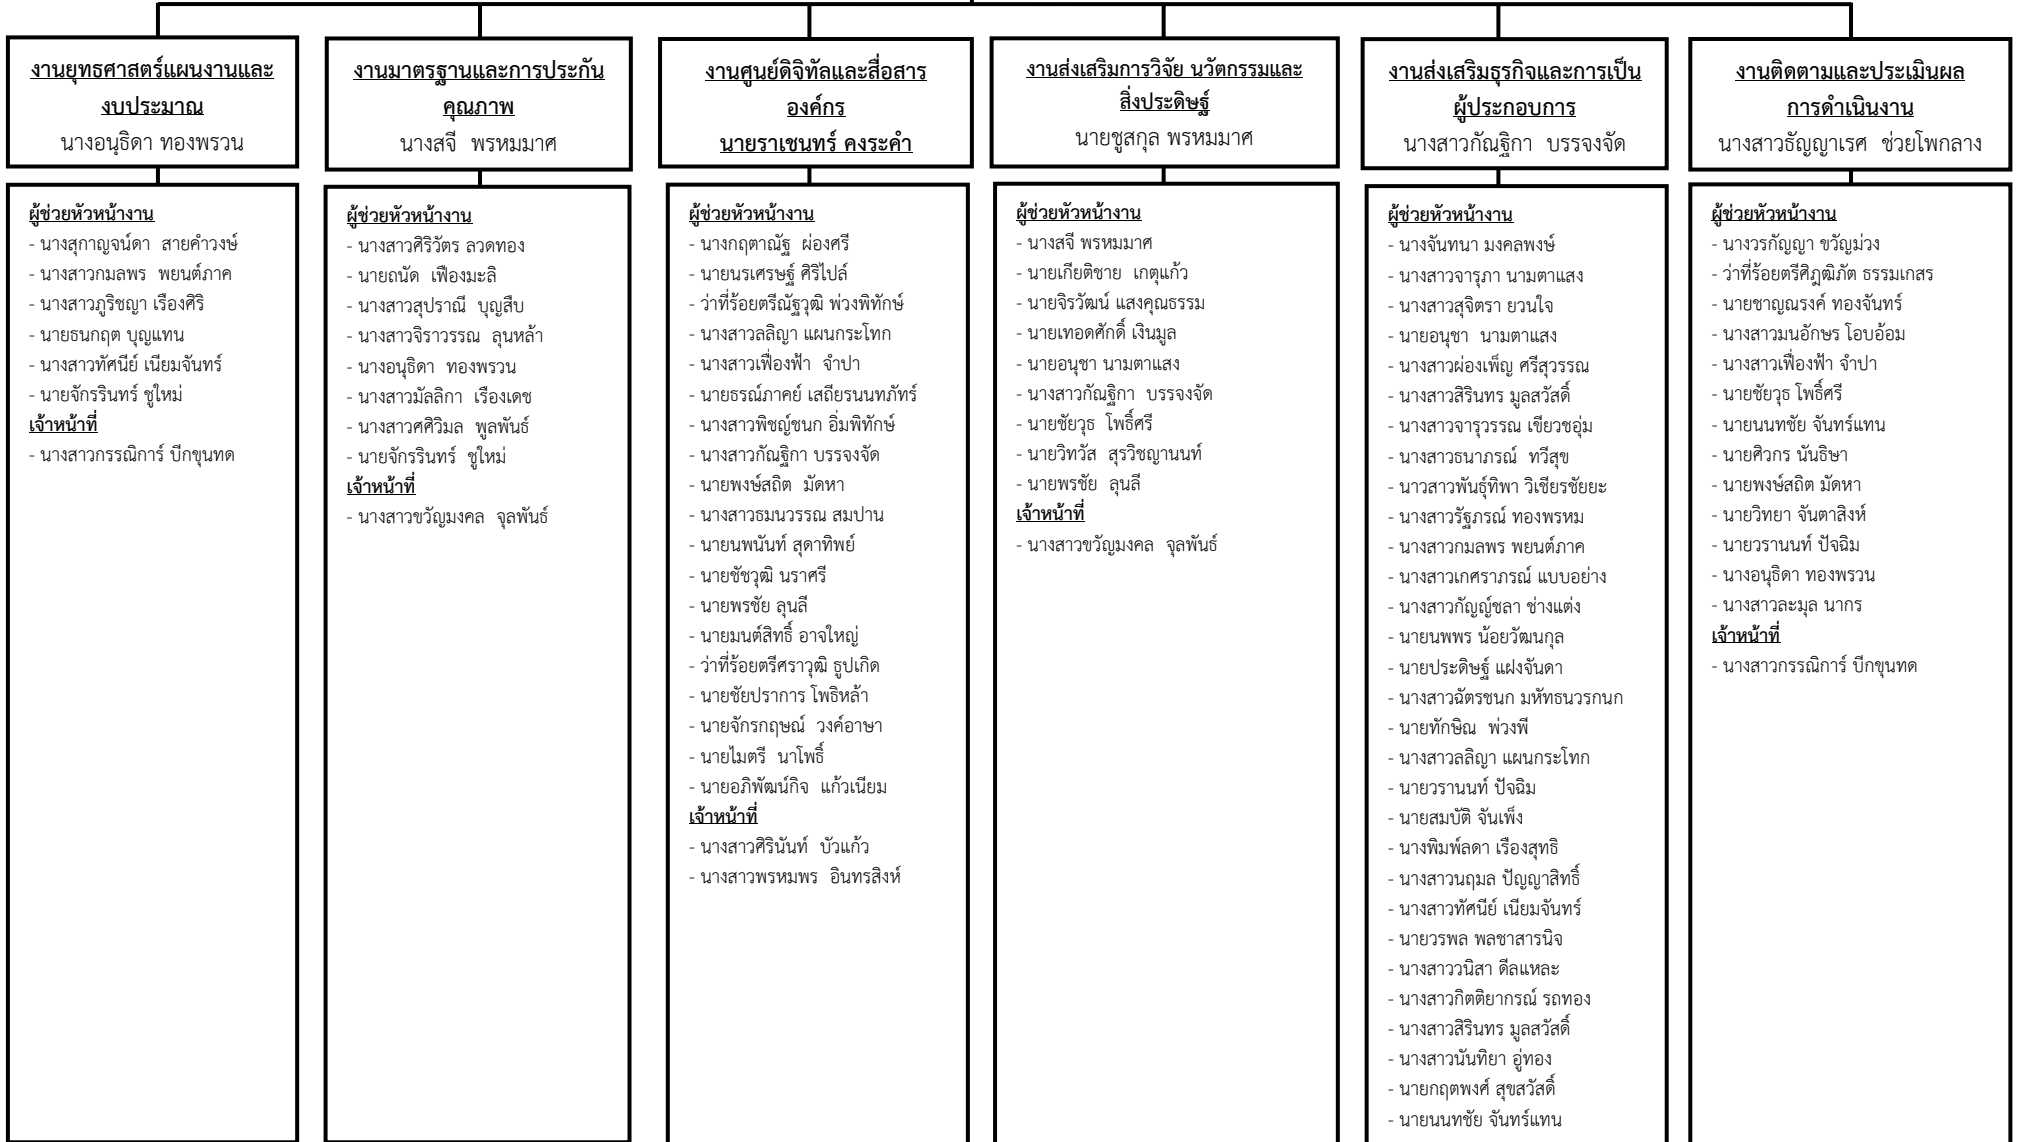 งานยุทธศาสตร์แผนงานและ
งบประมาณ
นางอนุธิดา ทองพรวน
ผู้ช่วยหัวหน้างาน
- นางสุกาญจน์ดา สายคำวงษ์
- นางสาวกมลพร พยนต์ภาค
- นางสาวภูริชญา เรืองศิริ
- นายธนกฤต บุญแทน
- นางสาวทัศนีย์ เนียมจันทร์
- นายจักรรินทร์ ชูใหม่
เจ้าหน้าที่
- นางสาวกรรณิการ์ บีกขุนทด
งานมาตรฐานและการประกัน
คุณภาพ
นางสจี พรหมมาศ
ผู้ช่วยหัวหน้างาน
- นางสาวศิริวัตร ลวดทอง
- นายถนัด เฟืองมะลิ
- นางสาวสุปราณี บุญสืบ
- นางสาวจิราวรรณ ลุนหล้า
- นางอนุธิดา ทองพรวน
- นางสาวมัลลิกา เรืองเดช
- นางสาวศศิวิมล พูลพันธ์
- นายจักรรินทร์ ชูใหม่
เจ้าหน้าที่
- นางสาวขวัญมงคล จุลพันธ์
งานศูนย์ดิจิทัลและสื่อสาร
องค์กร
นายราเชนทร์ คงระคำ
ผู้ช่วยหัวหน้างาน
- นางกฤตาณัฐ ผ่องศรี
- นายนรเศรษฐ์ ศิริไปล์
- ว่าที่ร้อยตรีณัฐวุฒิ พ่วงพิทักษ์
- นางสาวลลิญา แผนกระโทก
- นางสาวเฟื่องฟ้า จำปา
- นายธรณ์ภาคย์ เสถียรนนทภัทร์
- นางสาวพิชญ์ชนก อิ่มพิทักษ์
- นางสาวกัณฐิกา บรรจงจัด
- นายพงษ์สถิต มัดหา
- นางสาวธมนวรรณ สมปาน
- นายนพนันท์ สุดาทิพย์
- นายชัชวุฒิ นราศรี
- นายพรชัย ลุนลี
- นายมนต์สิทธิ์ อาจใหญ่
- ว่าที่ร้อยตรีศราวุฒิ ธูปเกิด
- นายชัยปราการ โพธิหล้า
- นายจักรกฤษณ์ วงค์อาษา
- นายไมตรี นาโพธิ์
- นายอภิพัฒน์กิจ แก้วเนียม
เจ้าหน้าที่
- นางสาวศิรินันท์ บัวแก้ว
- นางสาวพรหมพร อินทรสิงห์
งานส่งเสริมการวิจัย นวัตกรรมและ
สิ่งประดิษฐ์
นายชูสกุล พรหมมาศ
ผู้ช่วยหัวหน้างาน
- นางสจี พรหมมาศ
- นายเกียติชาย เกตุแก้ว
- นายจิรวัฒน์ แสงคุณธรรม
- นายเทอดศักดิ์ เงินมูล
- นายอนุชา นามตาแสง
- นางสาวกัณฐิกา บรรจงจัด
- นายชัยวุธ โพธิ์ศรี
- นายวิทวัส สุรวิชญานนท์
- นายพรชัย ลุนลี
เจ้าหน้าที่
- นางสาวขวัญมงคล จุลพันธ์
งานส่งเสริมธุรกิจและการเป็น
ผู้ประกอบการ
นางสาวกัณฐิกา บรรจงจัด
ผู้ช่วยหัวหน้างาน
- นางจันทนา มงคลพงษ์
- นางสาวจารุภา นามตาแสง
- นางสาวสุจิตรา ยวนใจ
- นายอนุชา นามตาแสง
- นางสาวผ่องเพ็ญ ศรีสุวรรณ
- นางสาวสิรินทร มูลสวัสดิ์
- นางสาวจารุวรรณ เขียวชอุ่ม
- นางสาวธนาภรณ์ ทวีสุข
- นาวสาวพันธุ์ทิพา วิเชียรชัยยะ
- นางสาวรัฐภรณ์ ทองพรหม
- นางสาวกมลพร พยนต์ภาค
- นางสาวเกศราภรณ์ แบบอย่าง
- นางสาวกัญญ์ชลา ช่างแต่ง
- นายนพพร น้อยวัฒนกุล
- นายประดิษฐ์ แฝงจันดา
- นางสาวฉัตรชนก มหัทธนวรกนก
- นายทักษิณ พ่วงพี
- นางสาวลลิญา แผนกระโทก
- นายวรานนท์ ปัจฉิม
- นายสมบัติ จันเพ็ง
- นางพิมพ์ลดา เรืองสุทธิ
- นางสาวนฤมล ปัญญาสิทธิ์
- นางสาวทัศนีย์ เนียมจันทร์
- นายวรพล พลชาสารนิจ
- นางสาววนิสา ดีลแหละ
- นางสาวกิตติยากรณ์ รถทอง
- นางสาวสิรินทร มูลสวัสดิ์
- นางสาวนันทิยา อู่ทอง
- นายกฤตพงศ์ สุขสวัสดิ์
- นายนนทชัย จันทร์แทน
งานติดตามและประเมินผล
การดำเนินงาน
นางสาวธัญญาเรศ ช่วยโพกลาง
ผู้ช่วยหัวหน้างาน
- นางวรกัญญา ขวัญม่วง
- ว่าที่ร้อยตรีศิฎฒิภัต ธรรมเกสร
- นายชาญณรงค์ ทองจันทร์
- นางสาวมนอักษร โอบอ้อม
- นางสาวเฟื่องฟ้า จำปา
- นายชัยวุธ โพธิ์ศรี
- นายนนทชัย จันทร์แทน
- นายศิวกร นันธิษา
- นายพงษ์สถิต มัดหา
- นายวิทยา จันตาสิงห์
- นายวรานนท์ ปัจฉิม
- นางอนุธิดา ทองพรวน
- นางสาวละมุล นากร
เจ้าหน้าที่
- นางสาวกรรณิการ์ บีกขุนทด